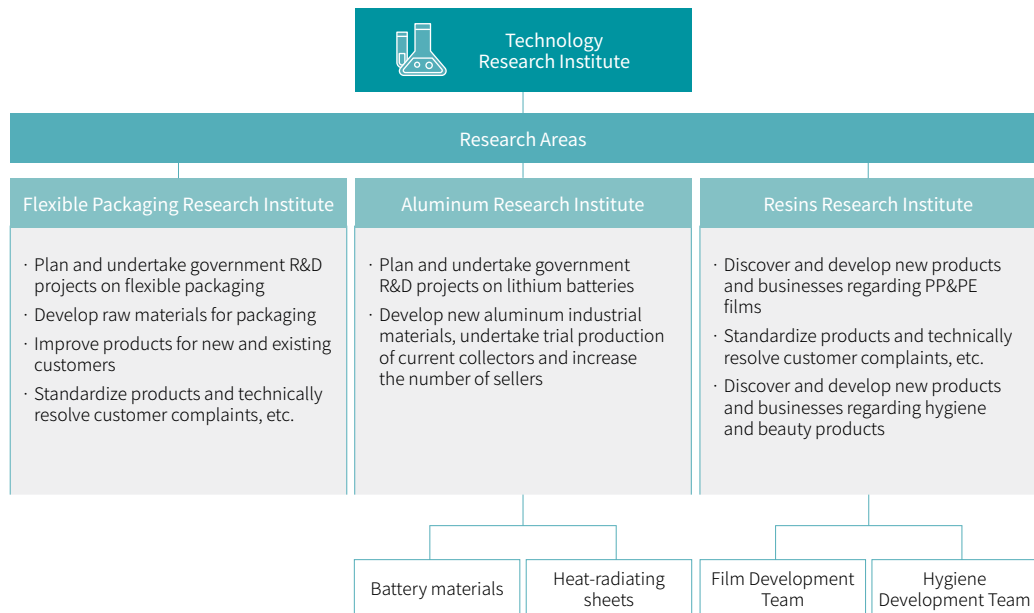 Technology
Research Institute
Research Areas
Flexible Packaging Research Institute
· Plan and undertake government R&D
projects on flexible packaging
· Develop raw materials for packaging
· Improve products for new and existing
customers
· Standardize products and technically
resolve customer complaints, etc.
Aluminum Research Institute
· Plan and undertake government
R&D projects on lithium batteries
· Develop new aluminum industrial
materials, undertake trial production
of current collectors and increase
the number of sellers
Resins Research Institute
· Discover and develop new products
and businesses regarding PP&PE
films
· Standardize products and technically
resolve customer complaints, etc.
· Discover and develop new products
and businesses regarding hygiene
and beauty products
Battery materials
Heat-radiating
sheets
Film Development
Team
Hygiene
Development Team